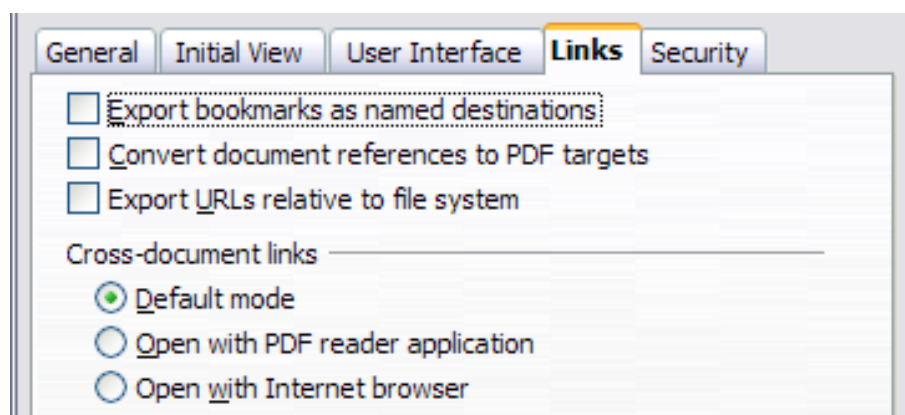 General Initial View User Interface Links Security
Export bookmarks as named destinations
Convert document references to PDF targets
Export URLs relative to file system
Cross-document links
Default mode
Open with PDF reader application
Open with Internet browser